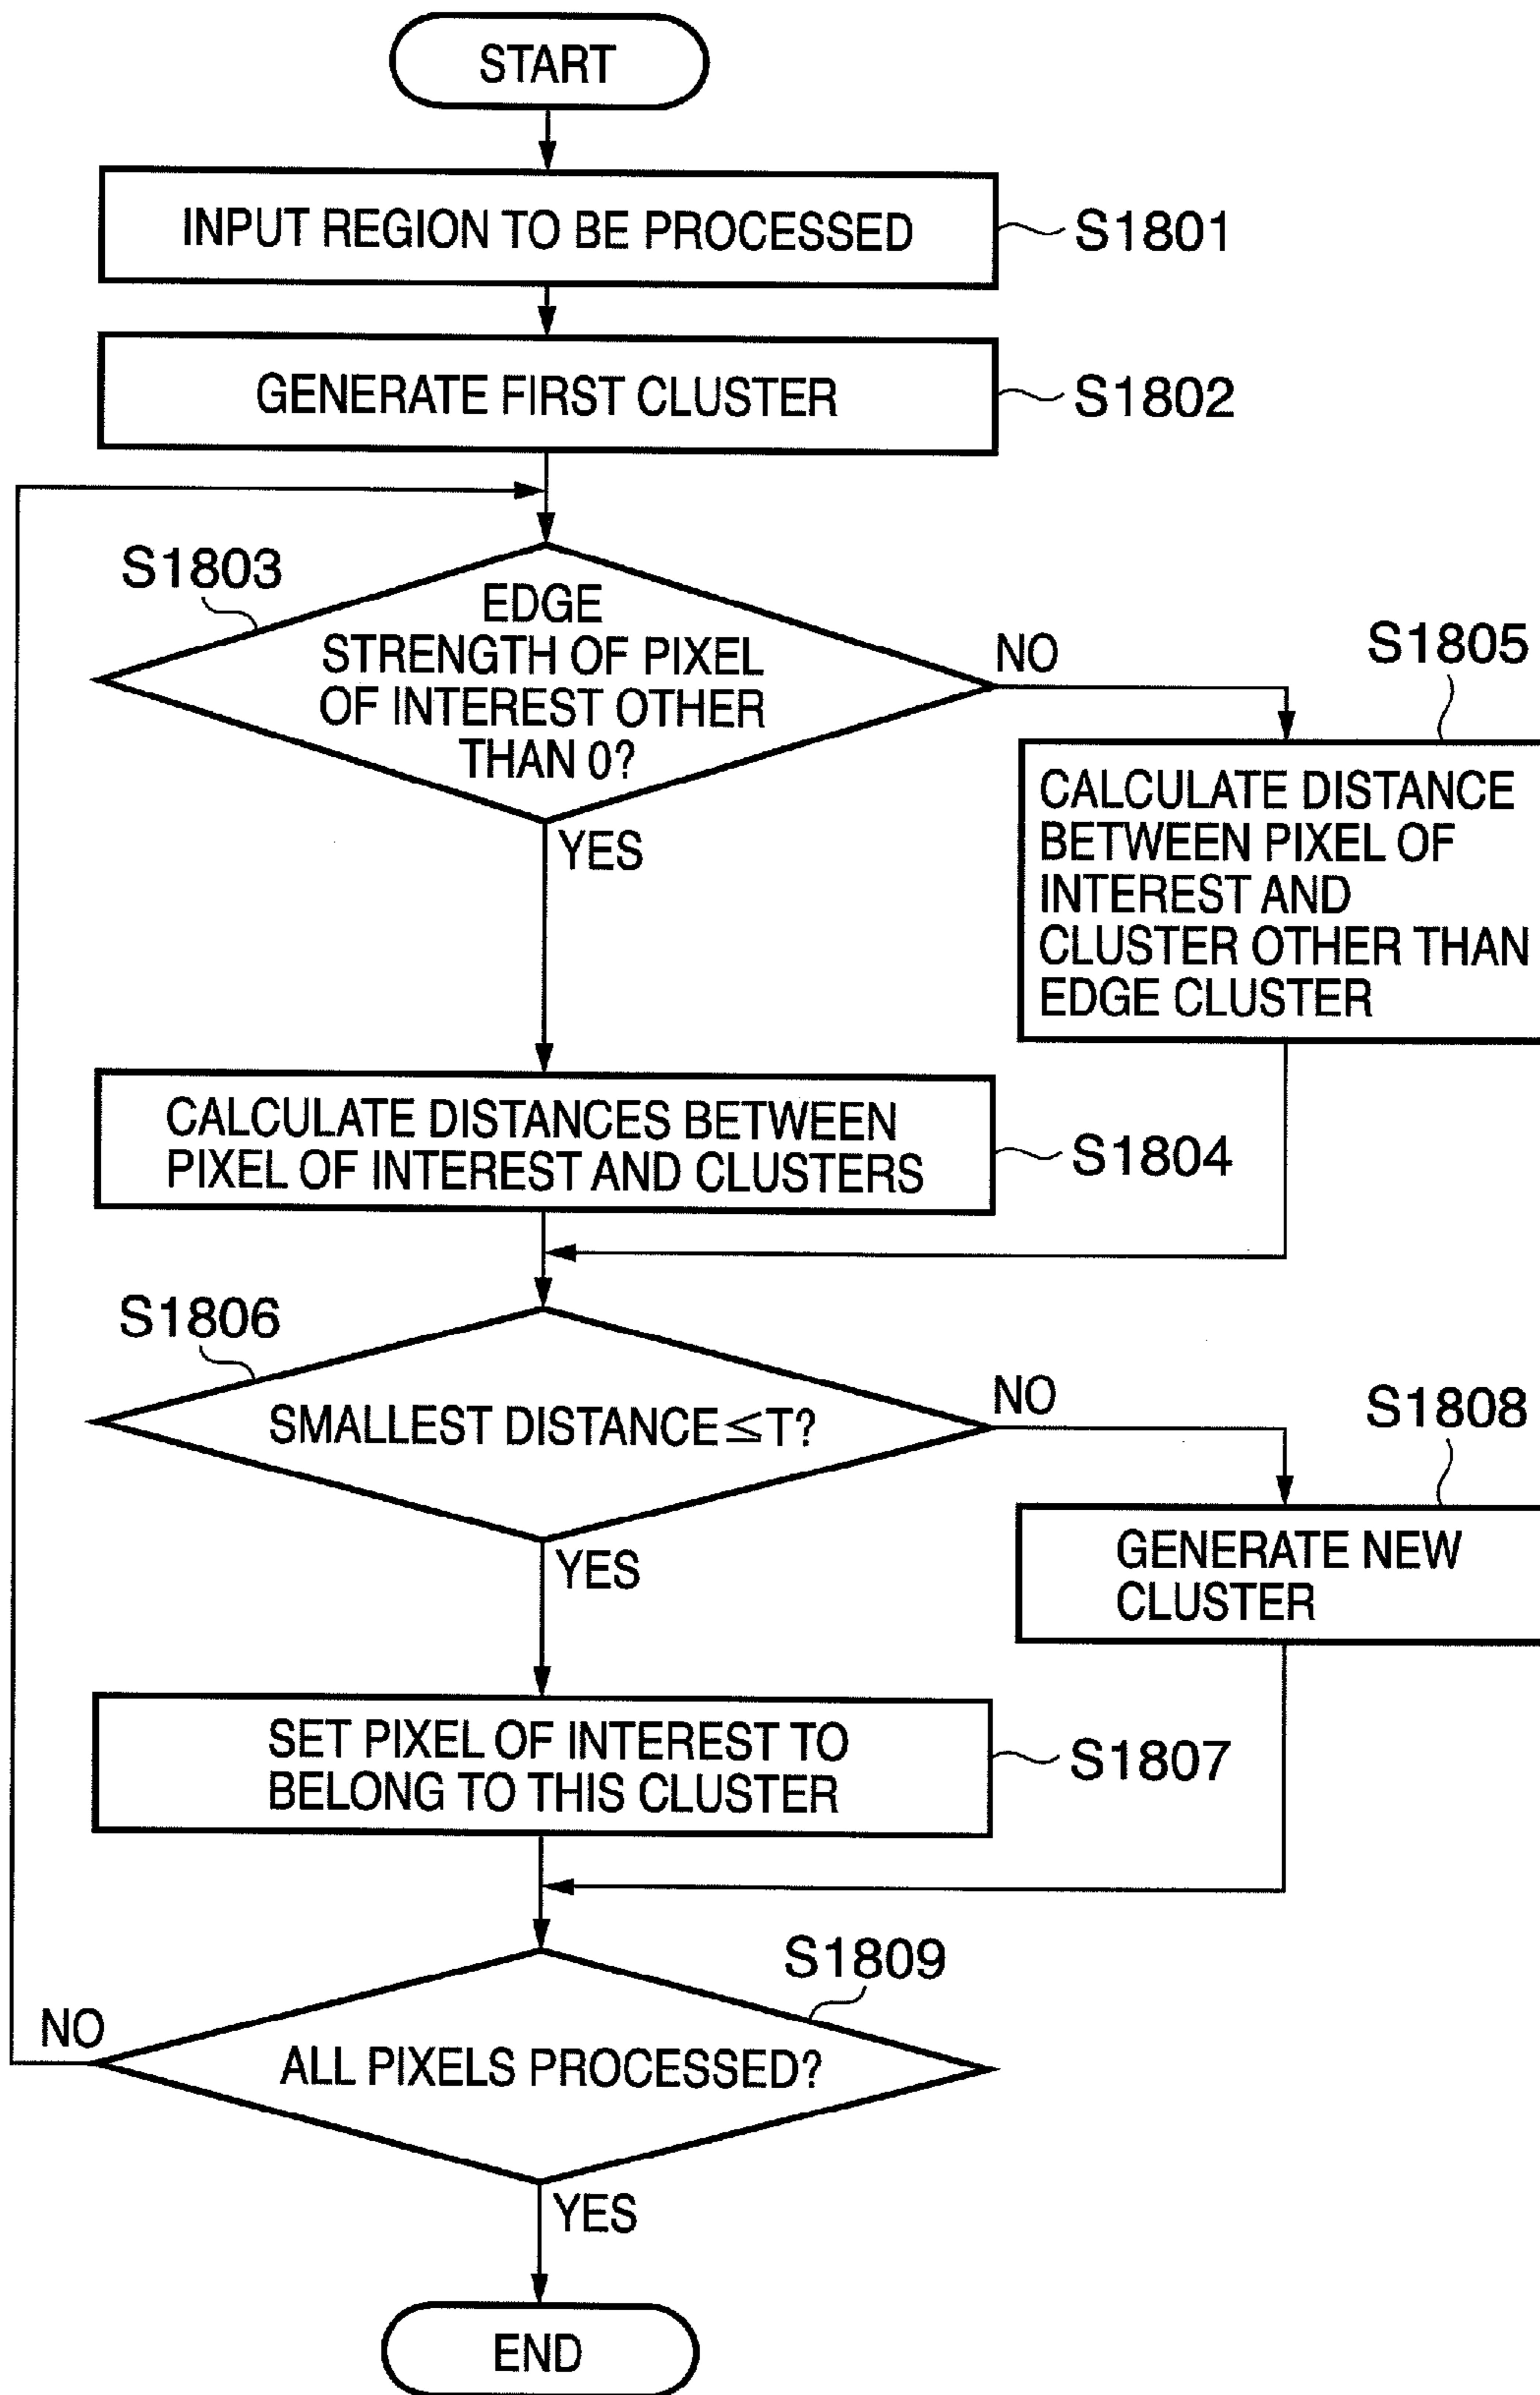 START
INPUT REGION TO BE PROCESSED
S1801
GENERATE FIRST CLUSTER
S1802
S1803
EDGE
STRENGTH OF PIXEL
OF INTEREST OTHER
THAN 0?
NO
YES
S1805
CALCULATE DISTANCE
BETWEEN PIXEL OF
INTEREST AND
CLUSTER OTHER THAN
EDGE CLUSTER
CALCULATE DISTANCES BETWEEN
PIXEL OF INTEREST AND CLUSTERS
S1804
S1806
SMALLEST DISTANCE≦T?
NO
YES
S1808
GENERATE NEW
CLUSTER
SET PIXEL OF INTEREST TO
BELONG TO THIS CLUSTER
S1807
S1809
ALL PIXELS PROCESSED?
NO
YES
END